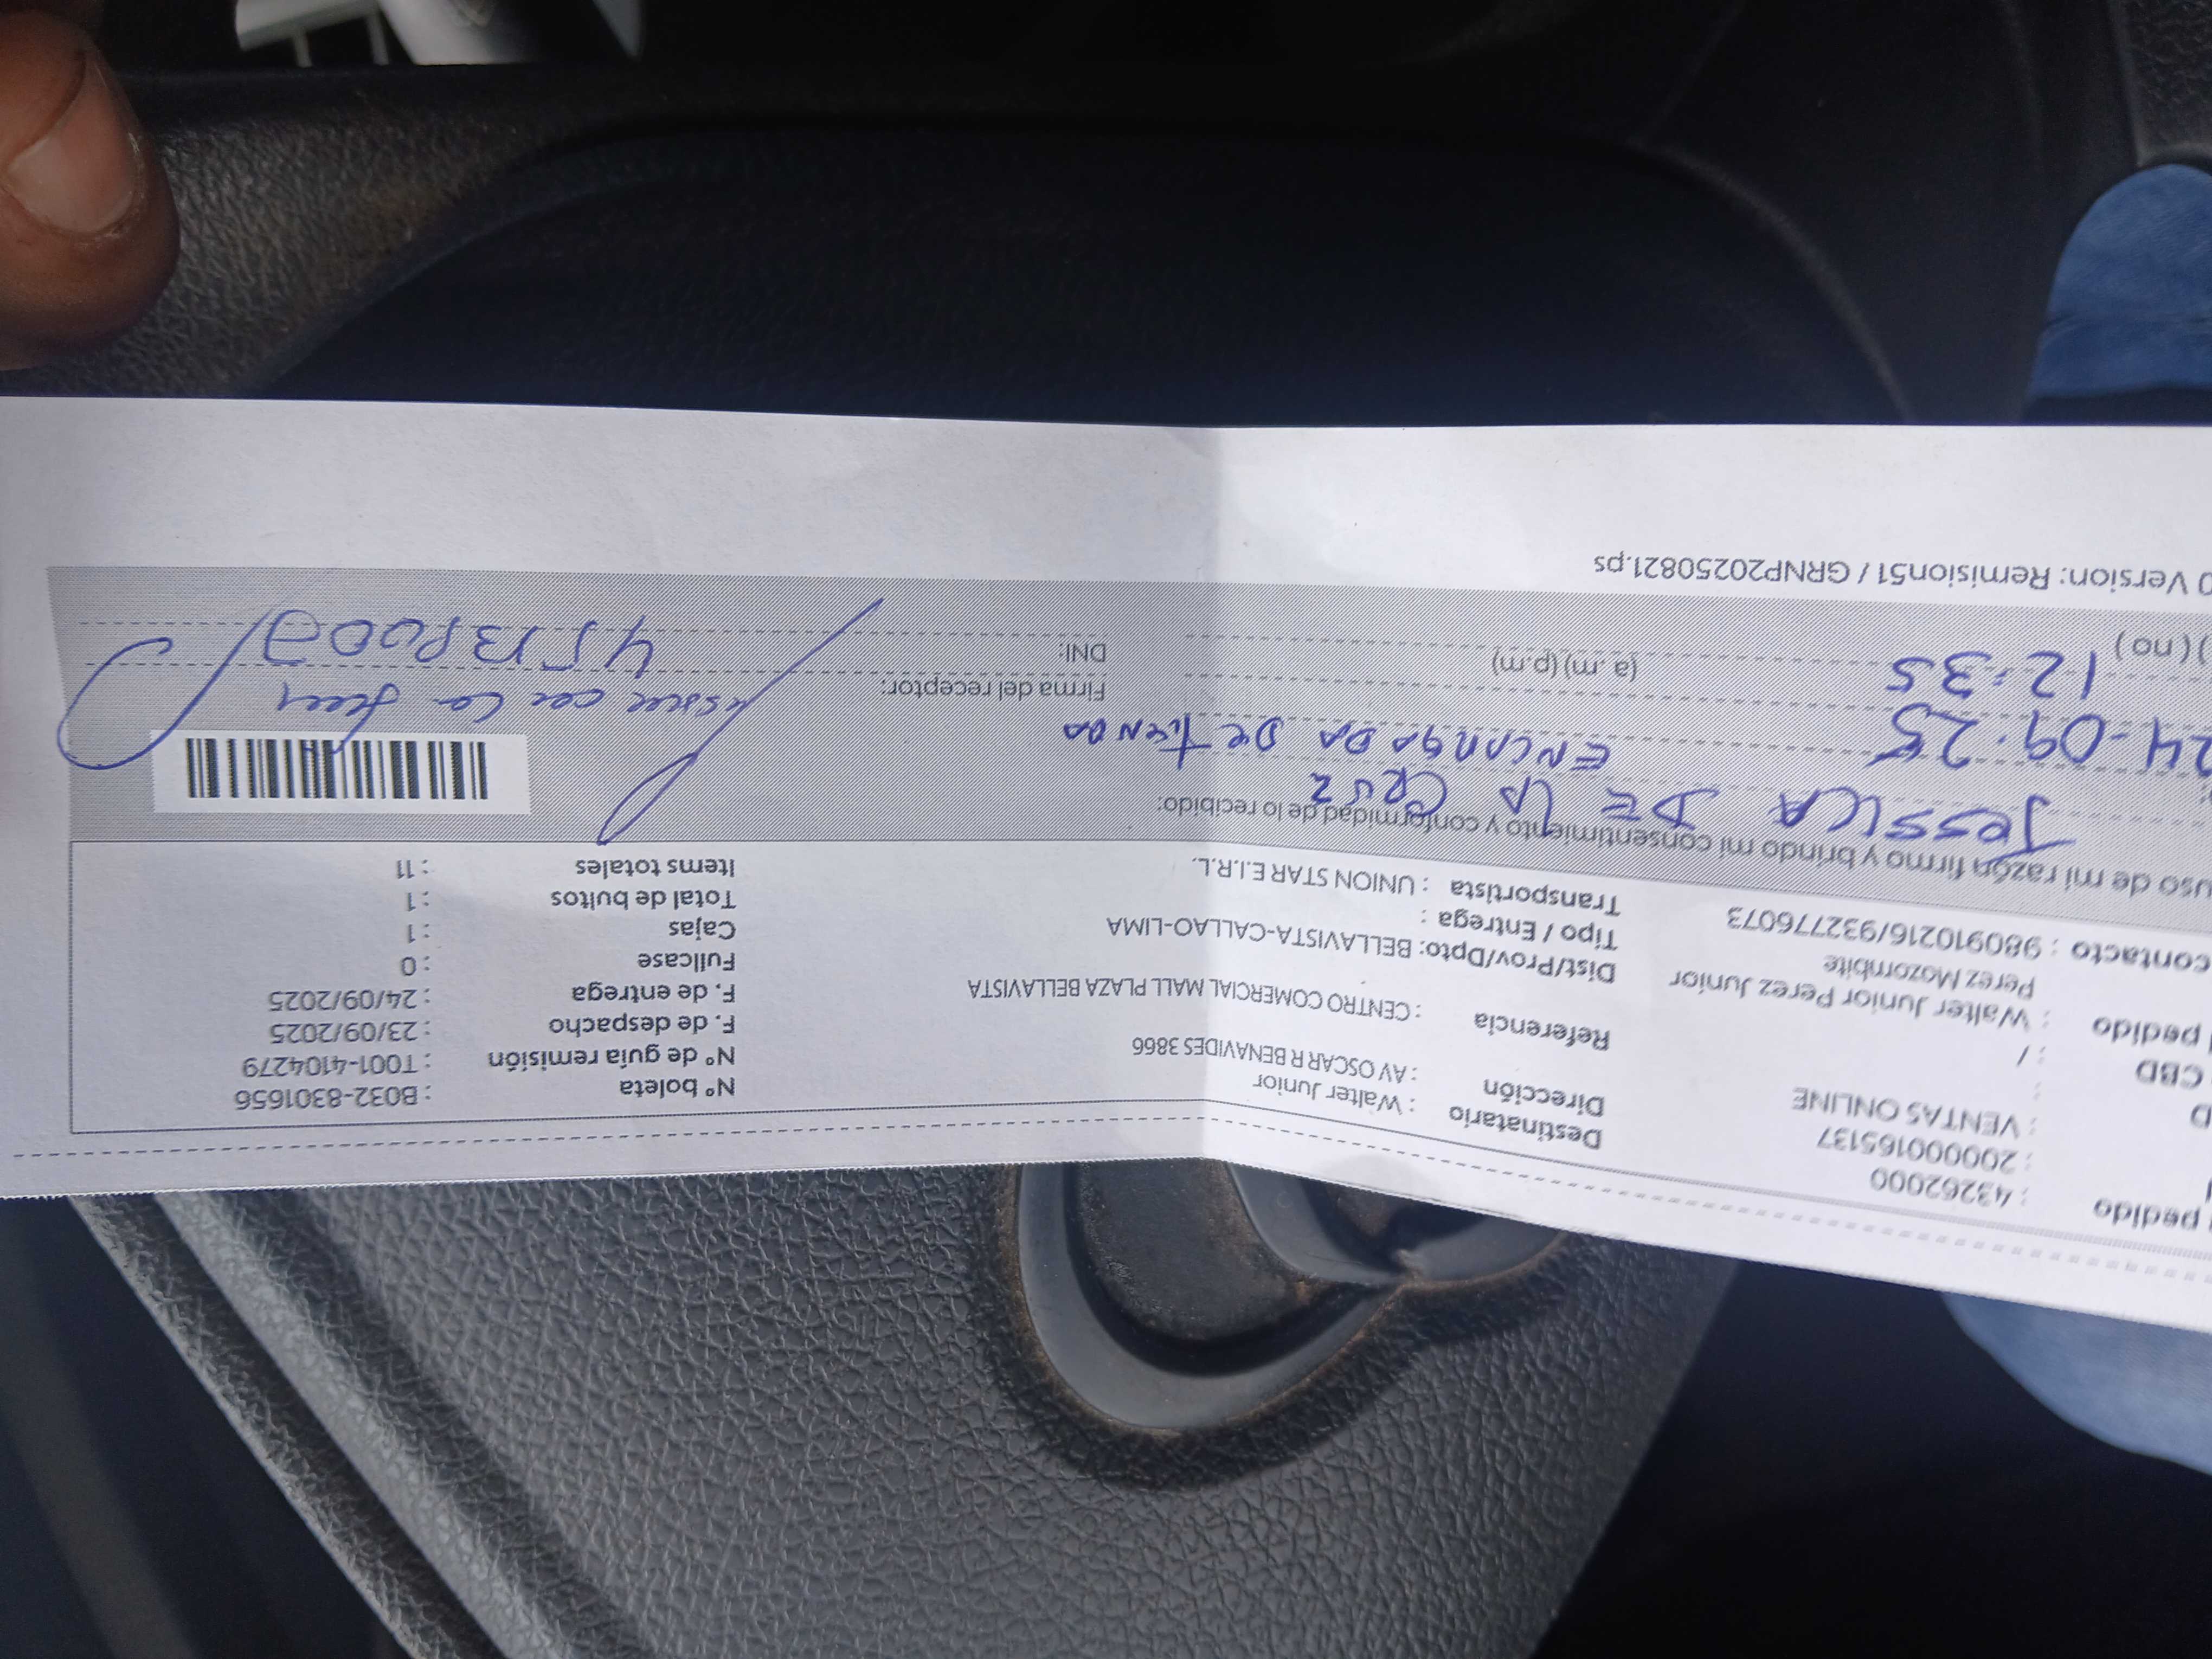 pedido : 43262000
: 200000165137
D : VENTAS ONLINE
CBD : /
pedido : Walter Junior Perez Junior
Perez Mozombite
contacto : 980910216/932776073
Destinatario : Walter Junior
Dirección : AV OSCAR R BENAVIDES 3866
Referencia : CENTRO COMERCIAL MALL PLAZA BELLAVISTA
Dist/Prov/Dpto: BELLAVISTA-CALLAO-LIMA
Tipo / Entrega :
Transportista : UNION STAR E.I.R.L.
N° boleta : B032-8301656
N° de guía remisión : T001-4104279
F. de despacho : 23/09/2025
F. de entrega : 24/09/2025
Fullcase : 0
Cajas : 1
Total de bultos : 1
Items totales : 11
uso de mi razón firmo y brindo mi consentimiento y conformidad de lo recibido:
JESSICA DE LA CRUZ
24-09-25 ENCARGADA DE TIENDA
12:35 (a.m) (p.m)
) ( no )
Firma del receptor:
DNI:
0 Version: Remision51 / GRNP20250821.ps